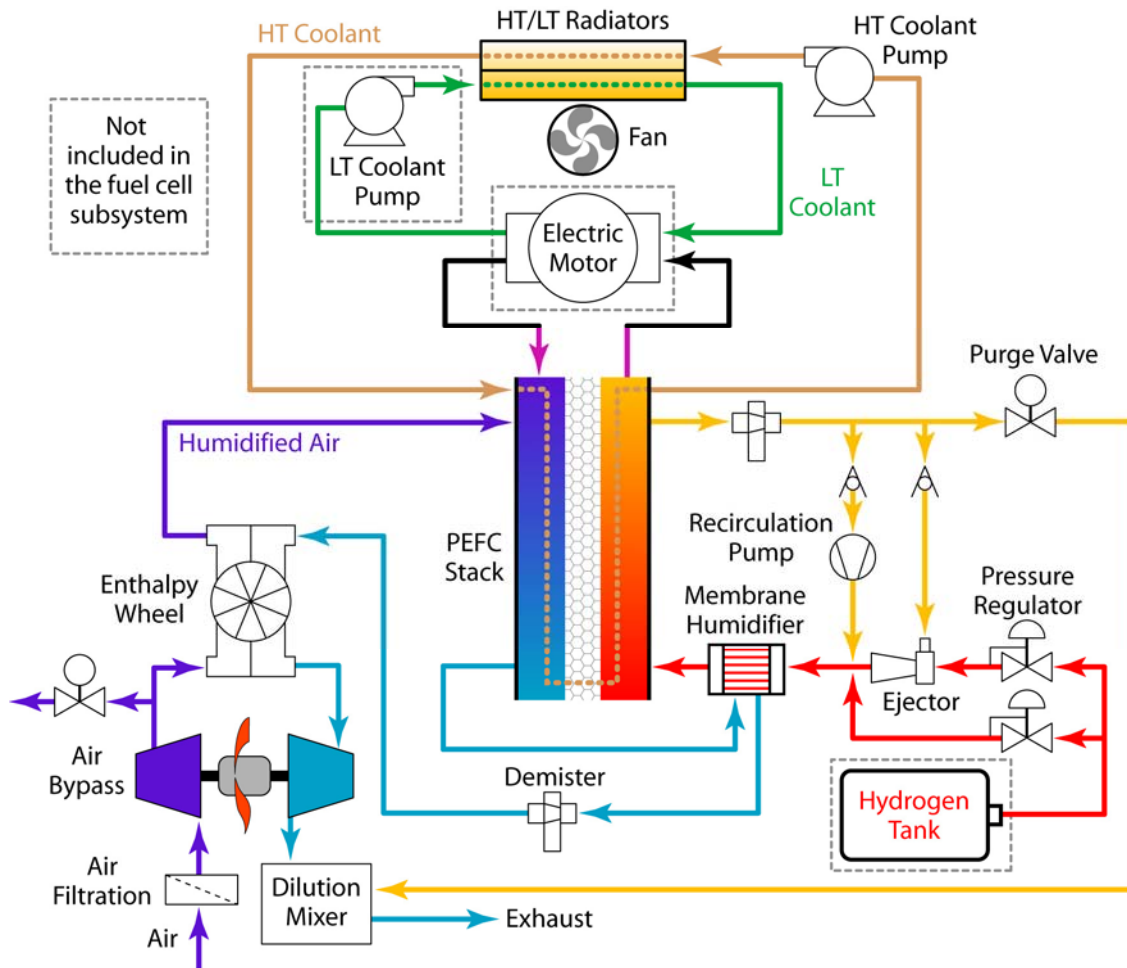 HT/LT Radiators
HT Coolant
HT Coolant
Pump
Not
included in
the fuel cell
subsystem
LT Coolant
Pump
Fan
LT
Coolant
Electric
Motor
Purge Valve
Humidified Air
PEFC
Stack
Recirculation
Pump
Enthalpy
Wheel
Membrane
Humidifier
Pressure
Regulator
Ejector
Air
Bypass
Demister
Hydrogen
Tank
Air
Filtration
Dilution
Mixer
Exhaust
Air